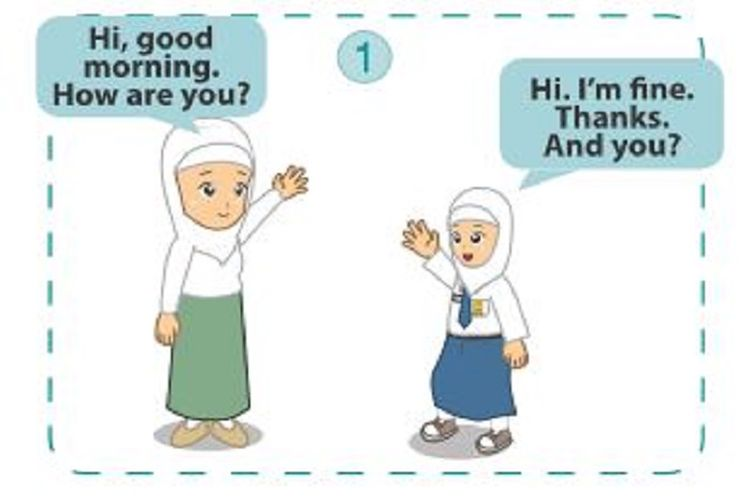 Hi, good
morning.
How are you?
1
Hi. I'm fine.
Thanks.
And you?